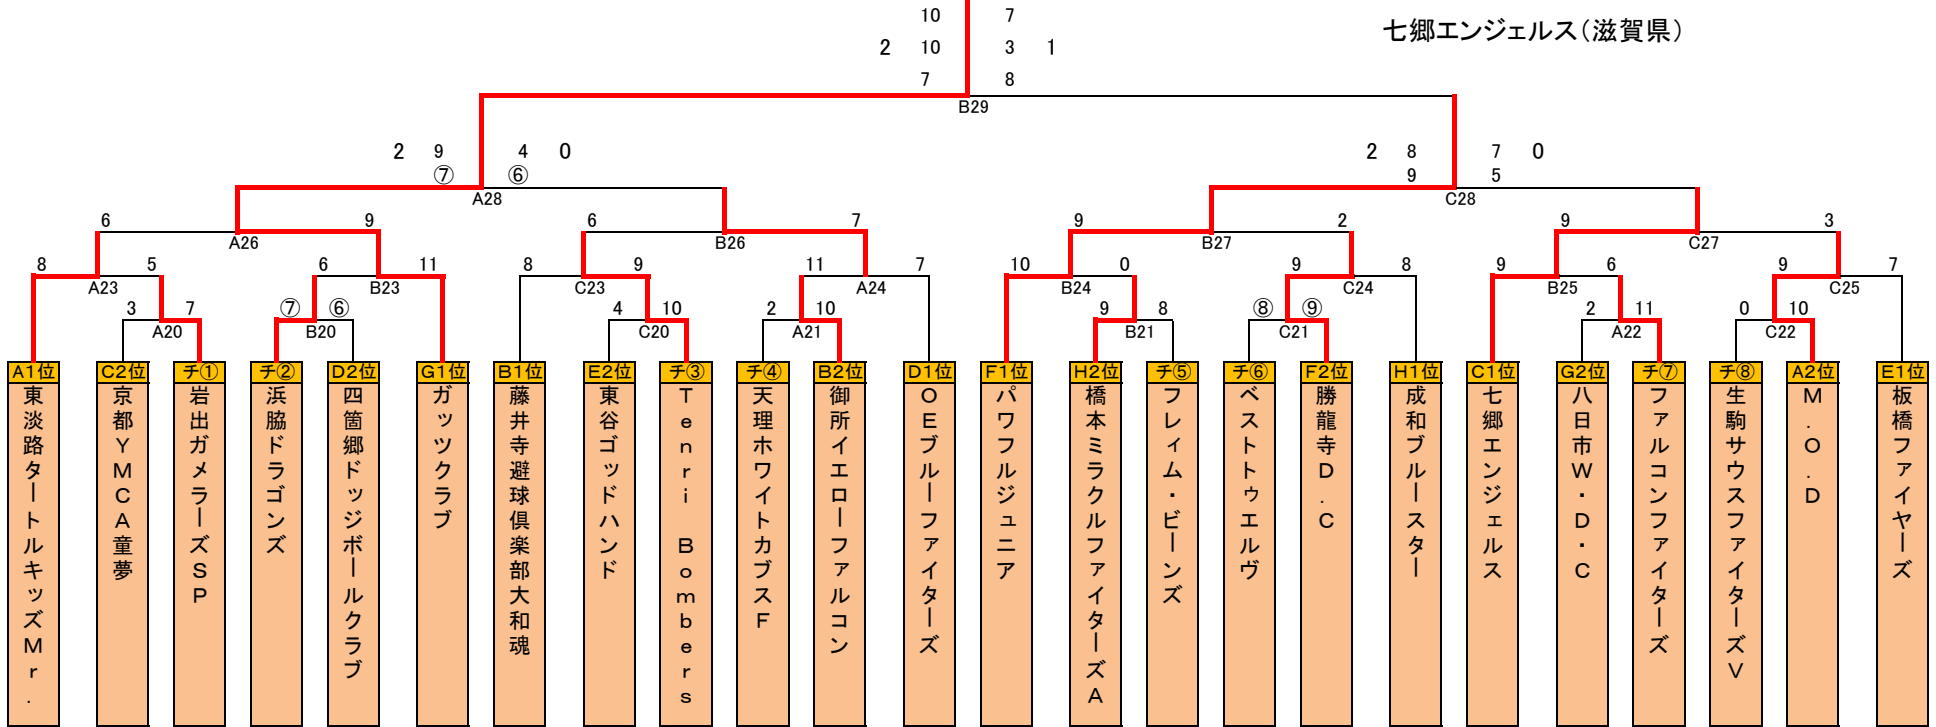 10 7
七郷エンジェルス（滋賀県）
2 10 3 1
7 8
B29
2 9 4 0 2 8 7 0
⑦ ⑥ 9 5
A28 C28
6 9 6 7 9 2 9 3
A26 B26 B27 C27
8 5 6 11 8 9 11 7 10 0 9 8 9 6 9 7
A23 B23 C23 A24 B24 C24 B25 C25
3 7 ⑦ ⑥ 4 10 2 10 9 8 ⑧ ⑨ 2 11 0 10
A20 B20 C20 A21 B21 C21 A22 C22
A1位 C2位 チ① チ② D2位 G1位 B1位 E2位 チ③ チ④ B2位 D1位 F1位 H2位 チ⑤ チ⑥ F2位 H1位 C1位 G2位 チ⑦ チ⑧ A2位 E1位
東淡路タートルキッズMｒ．
京都YMCA童夢
岩出ガメラーズSP
浜脇ドラゴンズ
四箇郷ドッジボールクラブ
ガッツクラブ
藤井寺避球倶楽部大和魂
東谷ゴッドハンド
Tenri Bombers
天理ホワイトカブスF
御所イエローファルコン
OEブルーファイターズ
パワフルジュニア
橋本ミラクルファイターズA
フレィム・ビーンズ
ベストトゥエルヴ
勝龍寺D．C
成和ブルースター
七郷エンジェルス
八日市W・D・C
ファルコンファイターズ
生駒サウスファイターズV
M．O．D
板橋ファイヤーズ